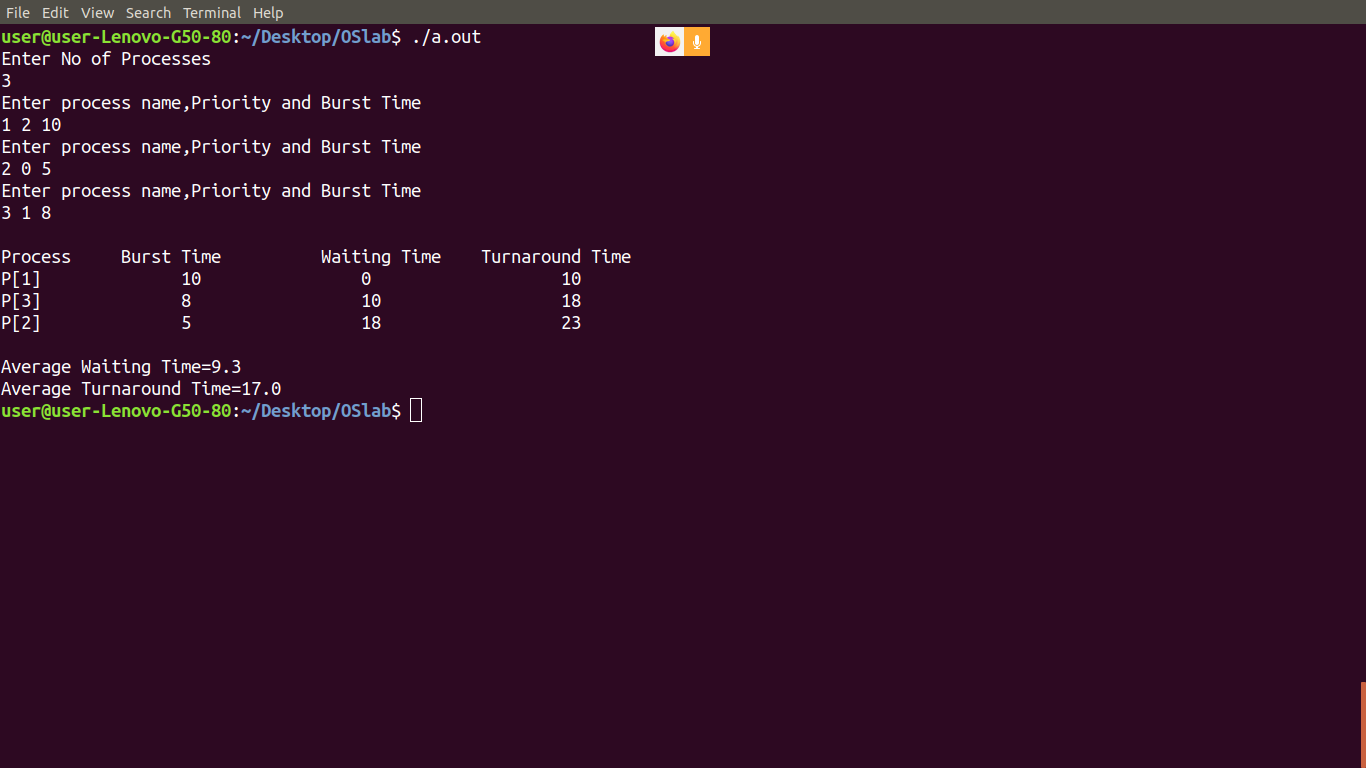 File Edit View Search Terminal Help
user@user-Lenovo-G50-80:~/Desktop/OSlab$ ./a.out
Enter No of Processes
3
Enter process name,Priority and Burst Time
1 2 10
Enter process name,Priority and Burst Time
2 0 5
Enter process name,Priority and Burst Time
3 1 8
Process Burst Time Waiting Time Turnaround Time
P[1] 10 0 10
P[3] 8 10 18
P[2] 5 18 23
Average Waiting Time=9.3
Average Turnaround Time=17.0
user@user-Lenovo-G50-80:~/Desktop/OSlab$